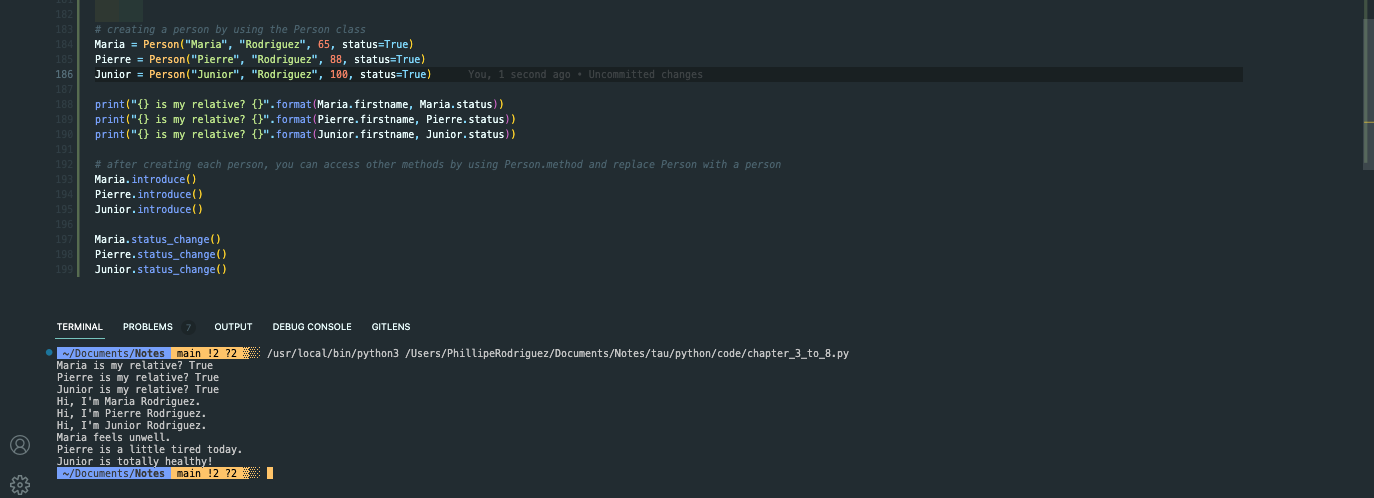 182
183 # creating a person by using the Person class
184 Maria = Person("Maria", "Rodriguez", 65, status=True)
185 Pierre = Person("Pierre", "Rodriguez", 88, status=True)
186 Junior = Person("Junior", "Rodriguez", 100, status=True) You, 1 second ago • Uncommitted changes
187
188 print("{} is my relative? {}".format(Maria.firstname, Maria.status))
189 print("{} is my relative? {}".format(Pierre.firstname, Pierre.status))
190 print("{} is my relative? {}".format(Junior.firstname, Junior.status))
191
192 # after creating each person, you can access other methods by using Person.method and replace Person with a person
193 Maria.introduce()
194 Pierre.introduce()
195 Junior.introduce()
196
197 Maria.status_change()
198 Pierre.status_change()
199 Junior.status_change()
TERMINAL PROBLEMS 7 OUTPUT DEBUG CONSOLE GITLENS
~/Documents/Notes main !2 ?2 /usr/local/bin/python3 /Users/PhillipeRodriguez/Documents/Notes/tau/python/code/chapter_3_to_8.py
Maria is my relative? True
Pierre is my relative? True
Junior is my relative? True
Hi, I'm Maria Rodriguez.
Hi, I'm Pierre Rodriguez.
Hi, I'm Junior Rodriguez.
Maria feels unwell.
Pierre is a little tired today.
Junior is totally healthy!
~/Documents/Notes main !2 ?2